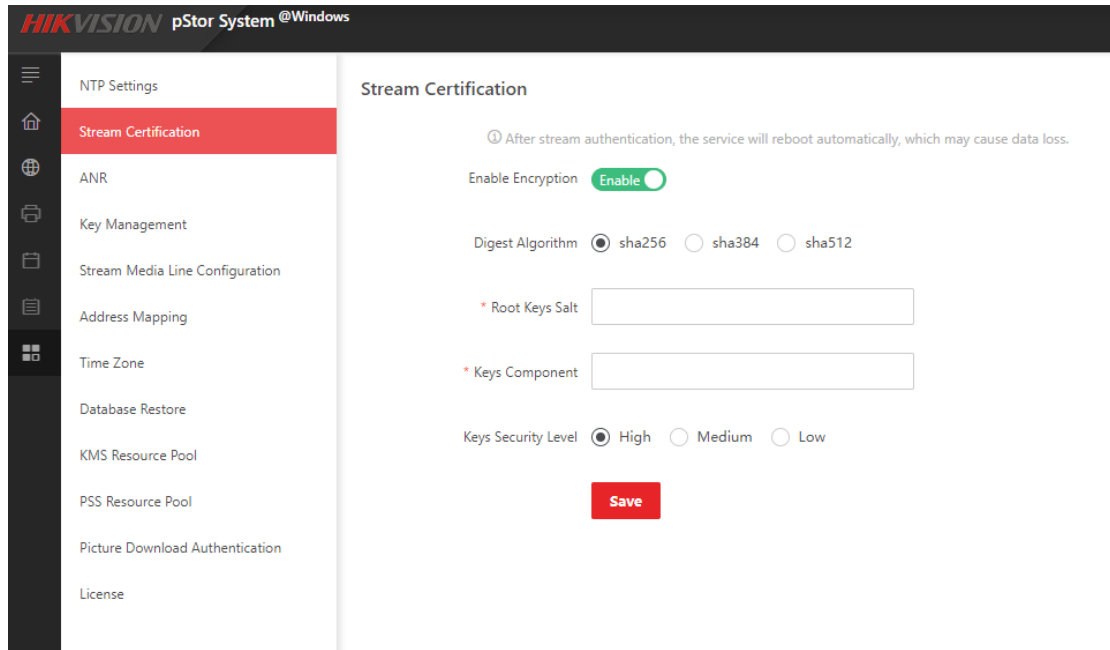 HIKVISION pStor System @Windows
NTP Settings
Stream Certification
ANR
Key Management
Stream Media Line Configuration
Address Mapping
Time Zone
Database Restore
KMS Resource Pool
PSS Resource Pool
Picture Download Authentication
License
Stream Certification
After stream authentication, the service will reboot automatically, which may cause data loss.
Enable Encryption Enable
Digest Algorithm sha256 sha384 sha512
* Root Keys Salt
* Keys Component
Keys Security Level High Medium Low
Save